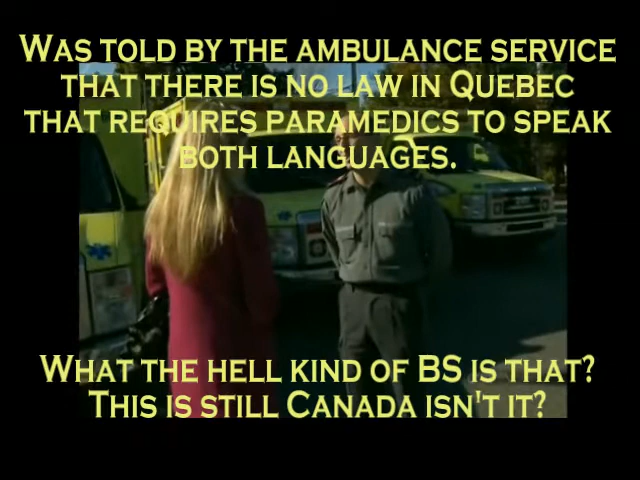 Was told by the ambulance service
that there is no law in Quebec
that requires paramedics to speak
both languages.
What the hell kind of BS is that?
This is still Canada isn't it?